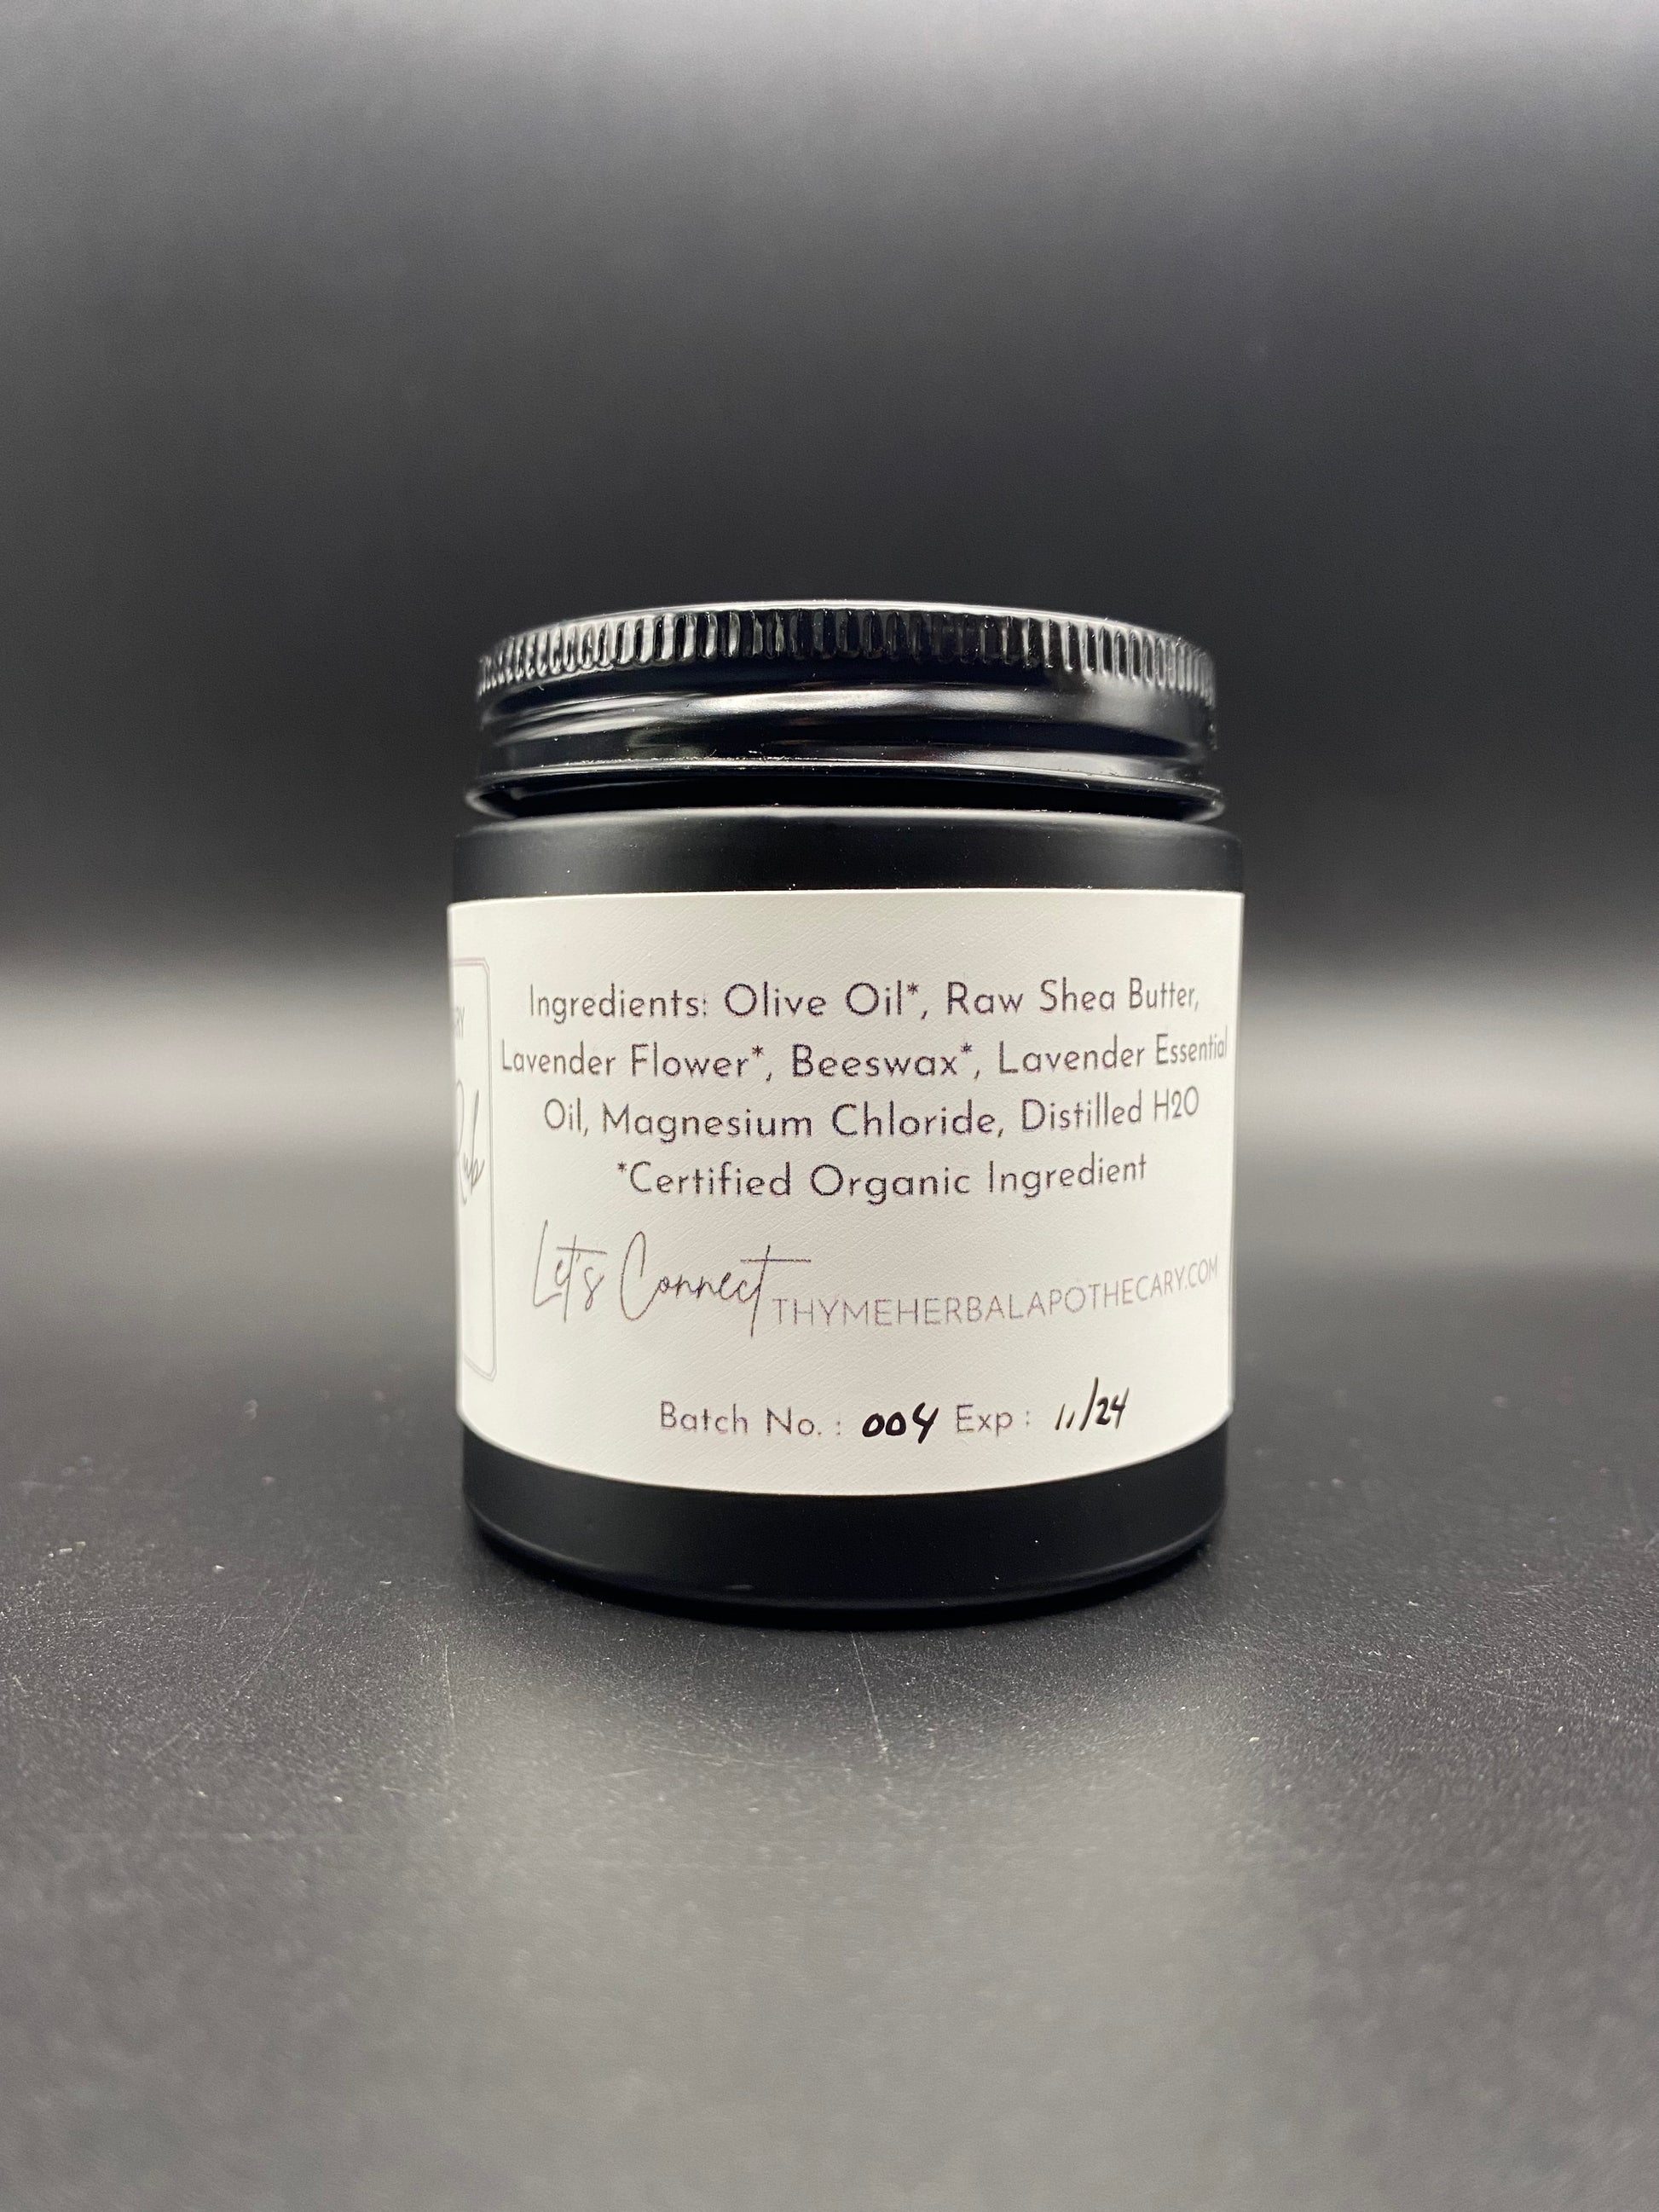 Ingredients: Olive Oil*, Raw Shea Butter,
Lavender Flower*, Beeswax*, Lavender Essential
Oil, Magnesium Chloride, Distilled H2O
*Certified Organic Ingredient
Let's Connect THYMEHERBALAPOTHECARY.COM
Batch No. : 004 Exp : 11/24